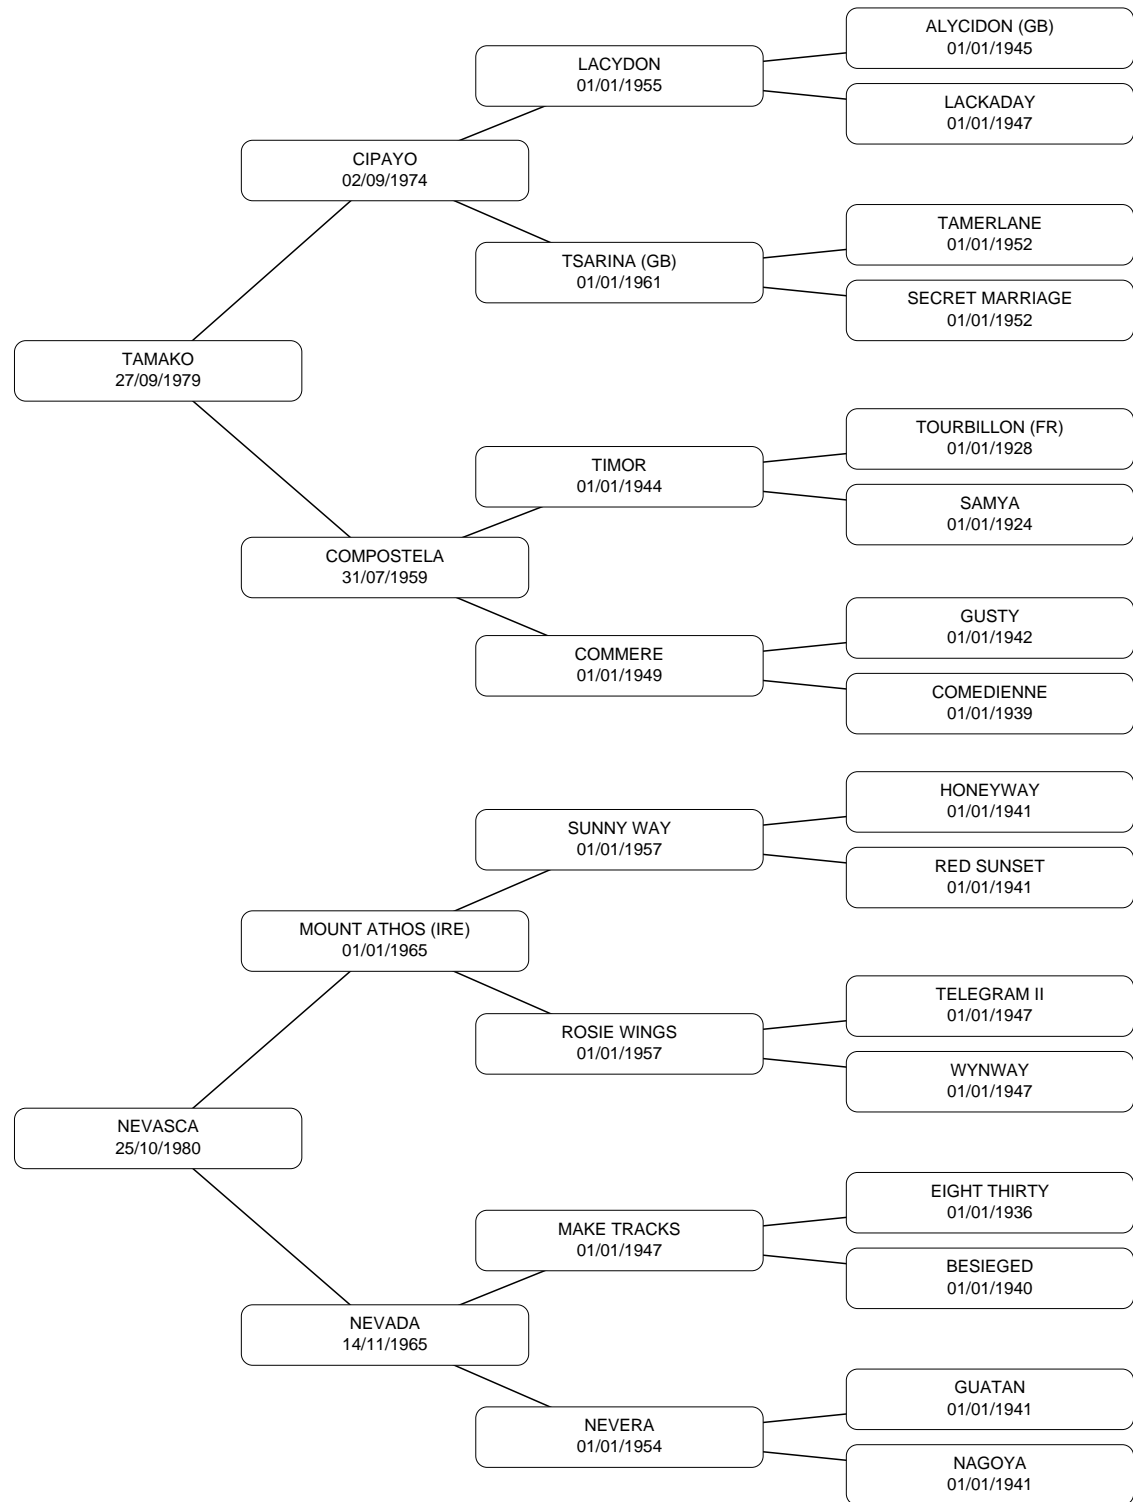 ALYCIDON (GB)
01/01/1945
LACYDON
01/01/1955
LACKADAY
01/01/1947
CIPAYO
02/09/1974
TAMERLANE
01/01/1952
TSARINA (GB)
01/01/1961
SECRET MARRIAGE
01/01/1952
TAMAKO
27/09/1979
TOURBILLON (FR)
01/01/1928
TIMOR
01/01/1944
SAMYA
01/01/1924
COMPOSTELA
31/07/1959
GUSTY
01/01/1942
COMMERE
01/01/1949
COMEDIENNE
01/01/1939
HONEYWAY
01/01/1941
SUNNY WAY
01/01/1957
RED SUNSET
01/01/1941
MOUNT ATHOS (IRE)
01/01/1965
TELEGRAM II
01/01/1947
ROSIE WINGS
01/01/1957
WYNWAY
01/01/1947
NEVASCA
25/10/1980
EIGHT THIRTY
01/01/1936
MAKE TRACKS
01/01/1947
BESIEGED
01/01/1940
NEVADA
14/11/1965
GUATAN
01/01/1941
NEVERA
01/01/1954
NAGOYA
01/01/1941